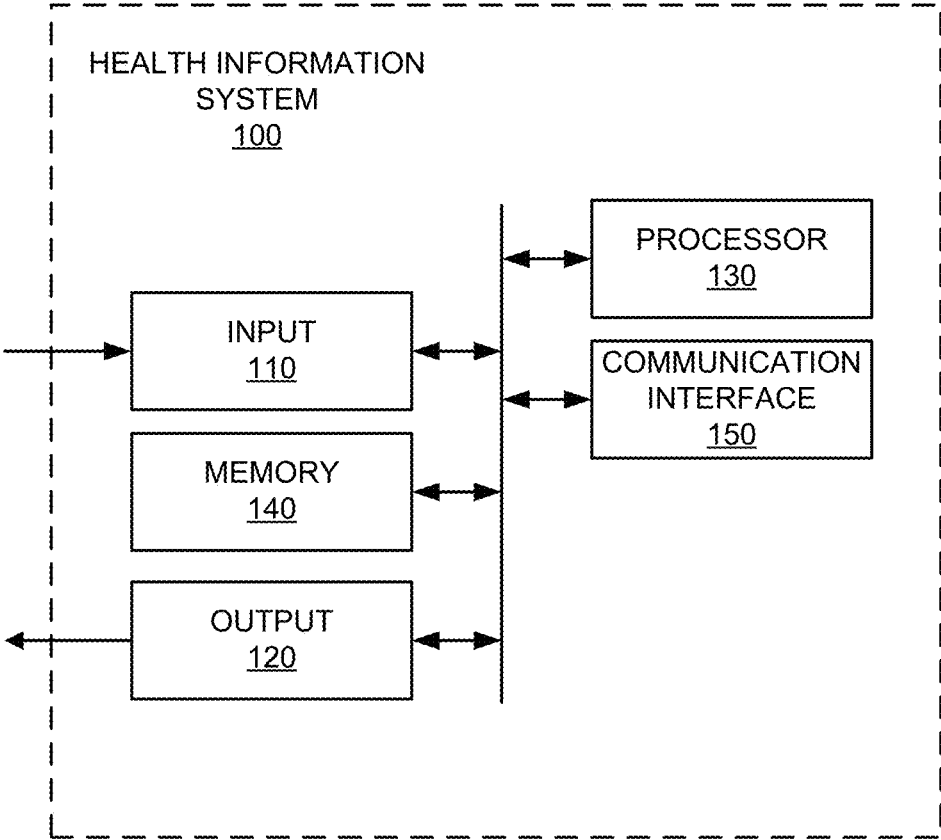 HEALTH INFORMATION
SYSTEM
100
PROCESSOR
130
INPUT
110
COMMUNICATION
INTERFACE
150
MEMORY
140
OUTPUT
120